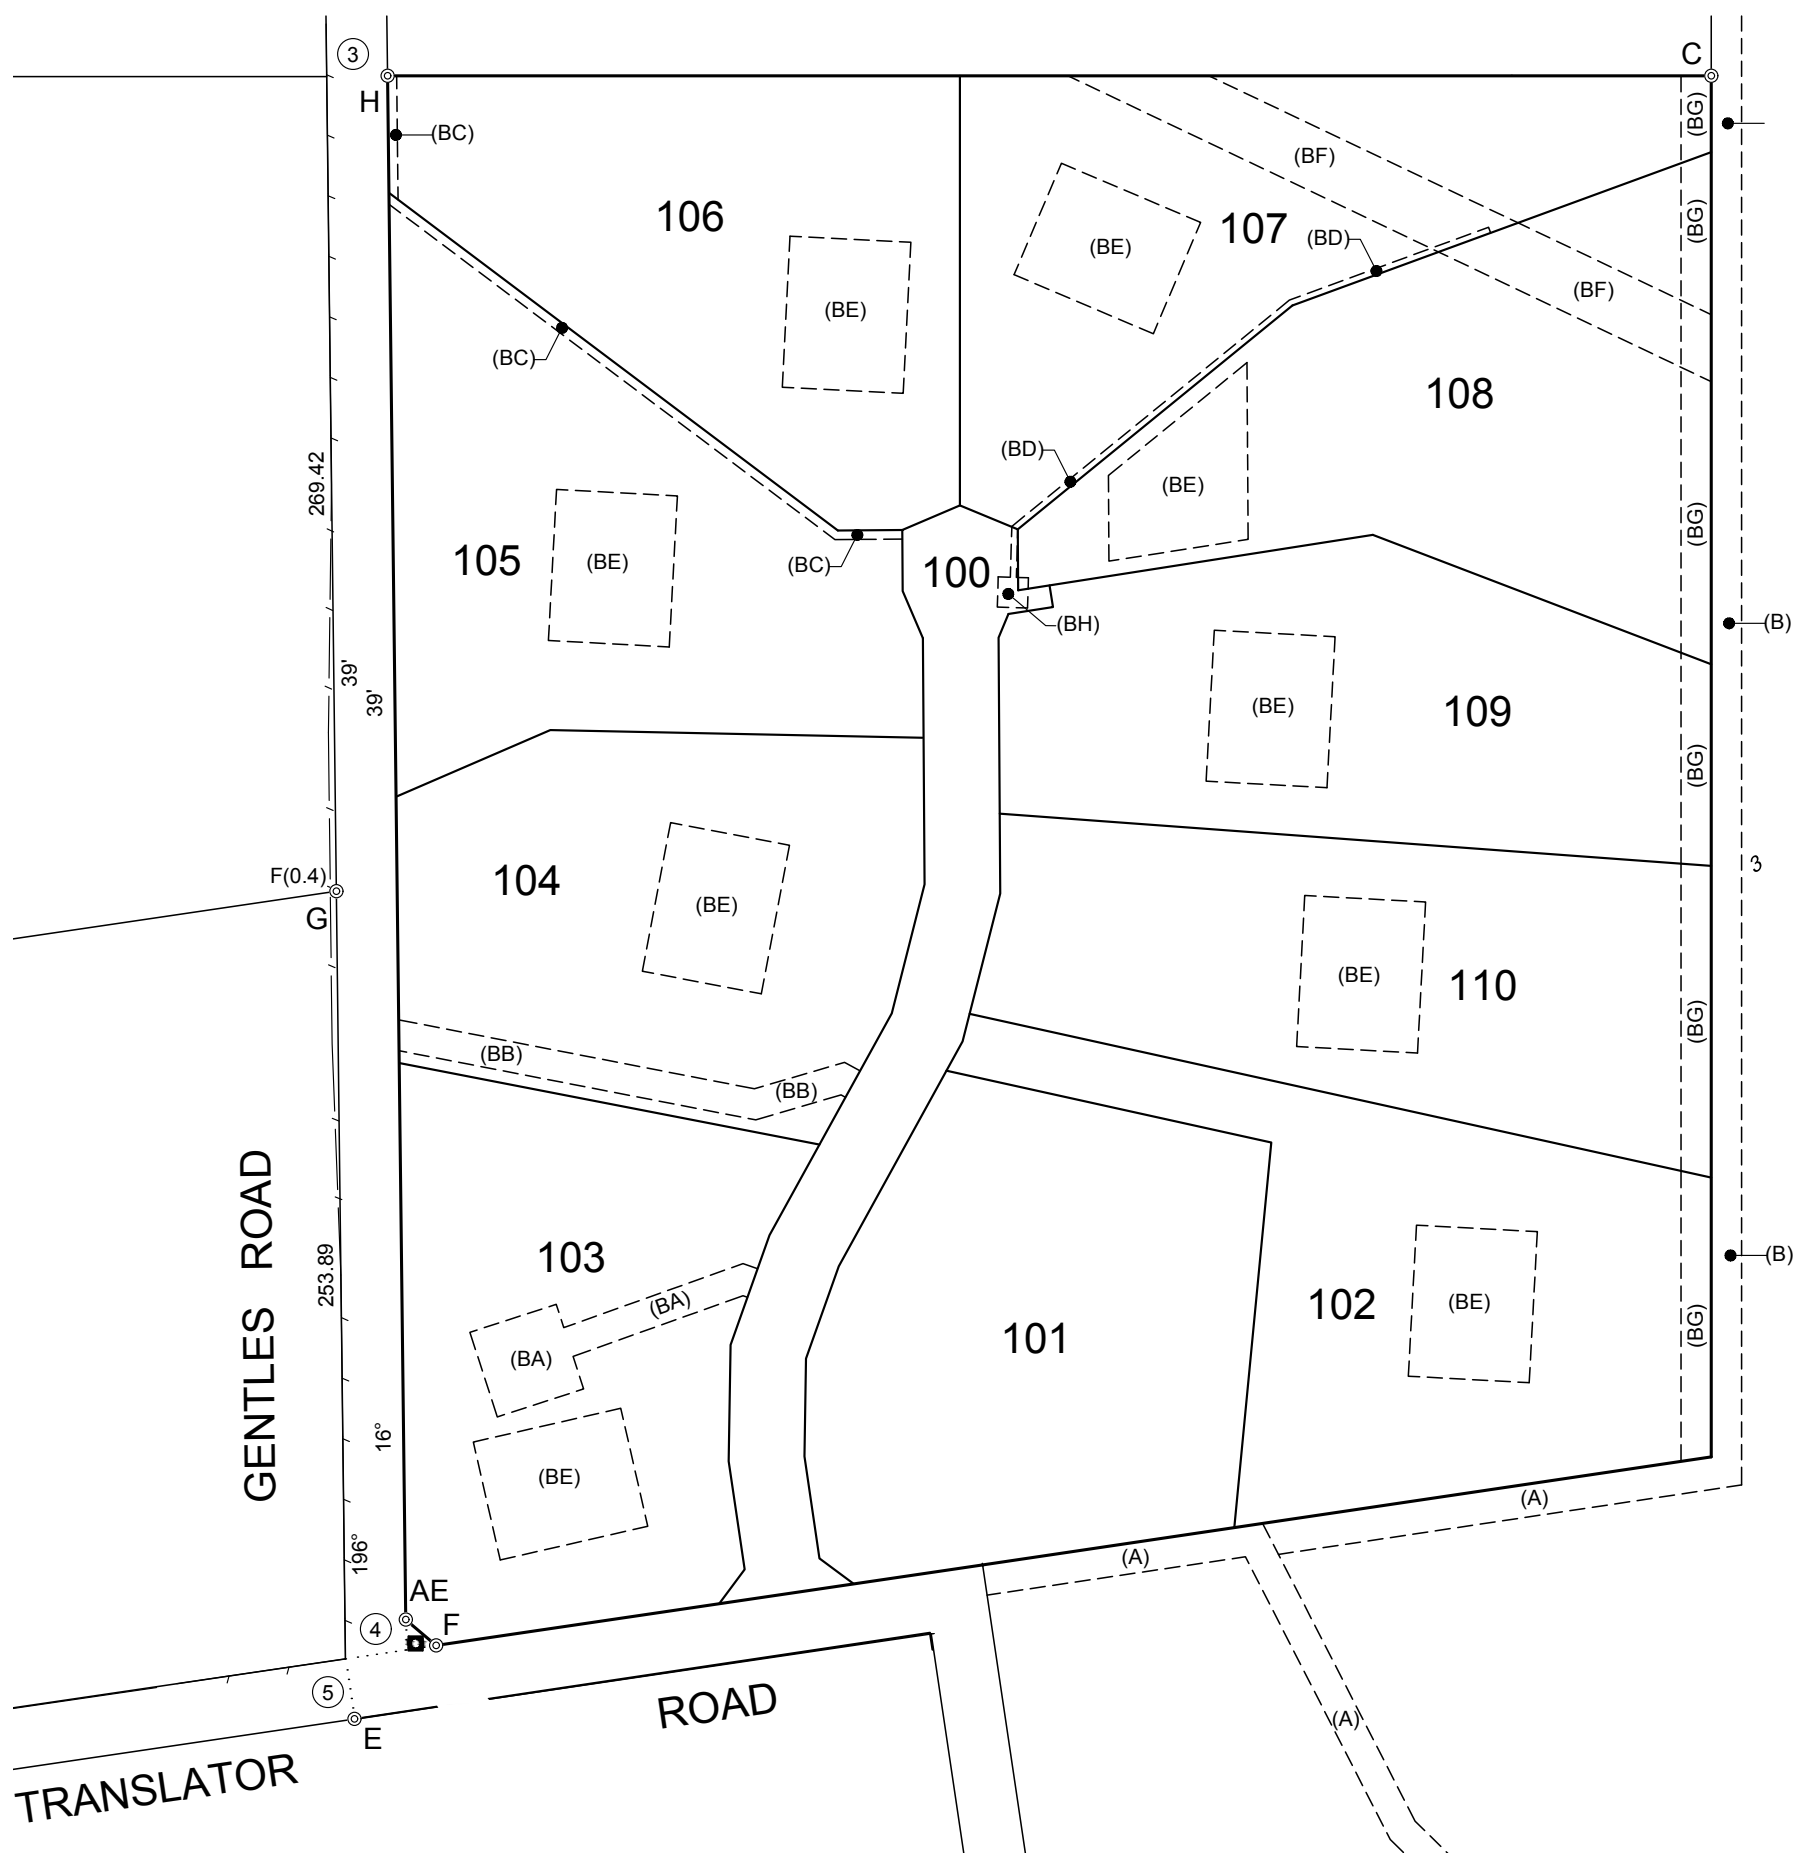 3
C
H
(BC)
(BG)
(BF)
106
107
(BG)
(BD)
(BE)
(BE)
(BF)
(BC)
108
269.42
(BD)
(BE)
(BG)
105
(BE)
(BC)
100
(BH)
(B)
39'
39'
(BE)
109
(BG)
F(0.4)
G
104
(BE)
(BE)
110
(BG)
(BB)
(BB)
GENTLES ROAD
253.89
103
(B)
(BA)
(BA)
101
102
(BE)
(BG)
16°
(BE)
(A)
196°
(A)
AE
F
4
5
E
ROAD
(A)
TRANSLATOR